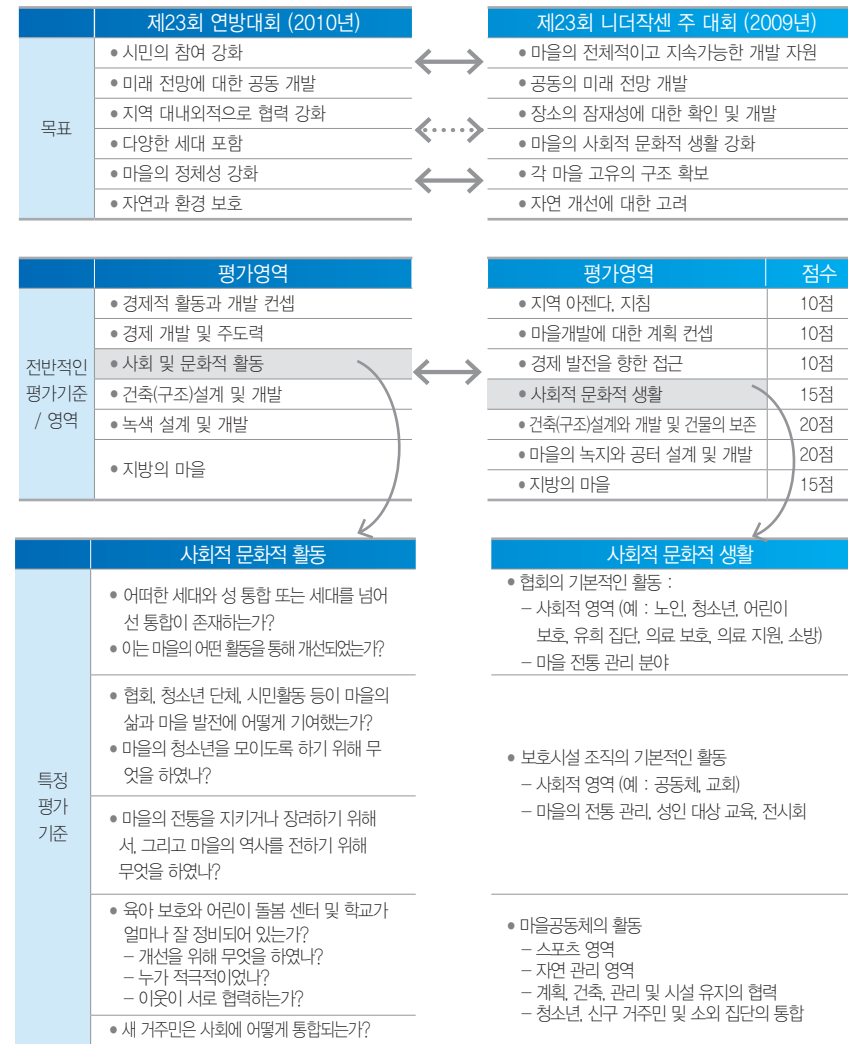 제23회 연방대회 (2010년)
목표
• 시민의 참여 강화
• 미래 전망에 대한 공동 개발
• 지역 대내외적으로 협력 강화
• 다양한 세대 포함
• 마을의 정체성 강화
• 자연과 환경 보호
제23회 니더작센 주 대회 (2009년)
• 마을의 전체적이고 지속가능한 개발 자원
• 공동의 미래 전망 개발
• 장소의 잠재성에 대한 확인 및 개발
• 마을의 사회적 문화적 생활 강화
• 각 마을 고유의 구조 확보
• 자연 개선에 대한 고려
평가영역
전반적인
평가기준
/ 영역
• 경제적 활동과 개발 컨셉
• 경제 개발 및 주도력
• 사회 및 문화적 활동
• 건축(구조)설계 및 개발
• 녹색 설계 및 개발
• 지방의 마을
평가영역 점수
• 지역 아젠다, 지침 10점
• 마을개발에 대한 계획 컨셉 10점
• 경제 발전을 향한 접근 10점
• 사회적 문화적 생활 15점
• 건축(구조)설계와 개발 및 건물의 보존 20점
• 마을의 녹지와 공터 설계 및 개발 20점
• 지방의 마을 15점
사회적 문화적 활동
특정
평가
기준
• 어떠한 세대와 성 통합 또는 세대를 넘어
선 통합이 존재하는가?
• 이는 마을의 어떤 활동을 통해 개선되었는가?
• 협회, 청소년 단체, 시민활동 등이 마을의
삶과 마을 발전에 어떻게 기여했는가?
• 마을의 청소년을 모이도록 하기 위해 무
엇을 하였나?
• 마을의 전통을 지키거나 장려하기 위해
서, 그리고 마을의 역사를 전하기 위해
무엇을 하였나?
• 육아 보호와 어린이 돌봄 센터 및 학교가
얼마나 잘 정비되어 있는가?
– 개선을 위해 무엇을 하였나?
– 누가 적극적이었나?
– 이웃이 서로 협력하는가?
• 새 거주민은 사회에 어떻게 통합되는가?
사회적 문화적 생활
• 협회의 기본적인 활동 :
– 사회적 영역 (예 : 노인, 청소년, 어린이
보호, 유희 집단, 의료 보호, 의료 지원, 소방)
– 마을 전통 관리 분야
• 보호시설 조직의 기본적인 활동
– 사회적 영역 (예 : 공동체, 교회)
– 마을의 전통 관리, 성인 대상 교육, 전시회
• 마을공동체의 활동
– 스포츠 영역
– 자연 관리 영역
– 계획, 건축, 관리 및 시설 유지의 협력
– 청소년, 신구 거주민 및 소외 집단의 통합